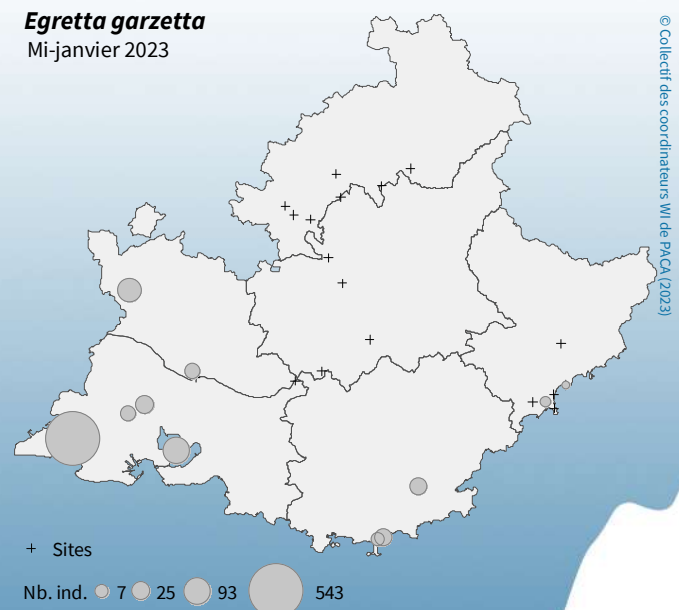 Egretta garzetta
Mi-janvier 2023
© Collectif des coordinateurs WI de PACA (2023)
+ Sites
Nb. ind. 7 25 93 543